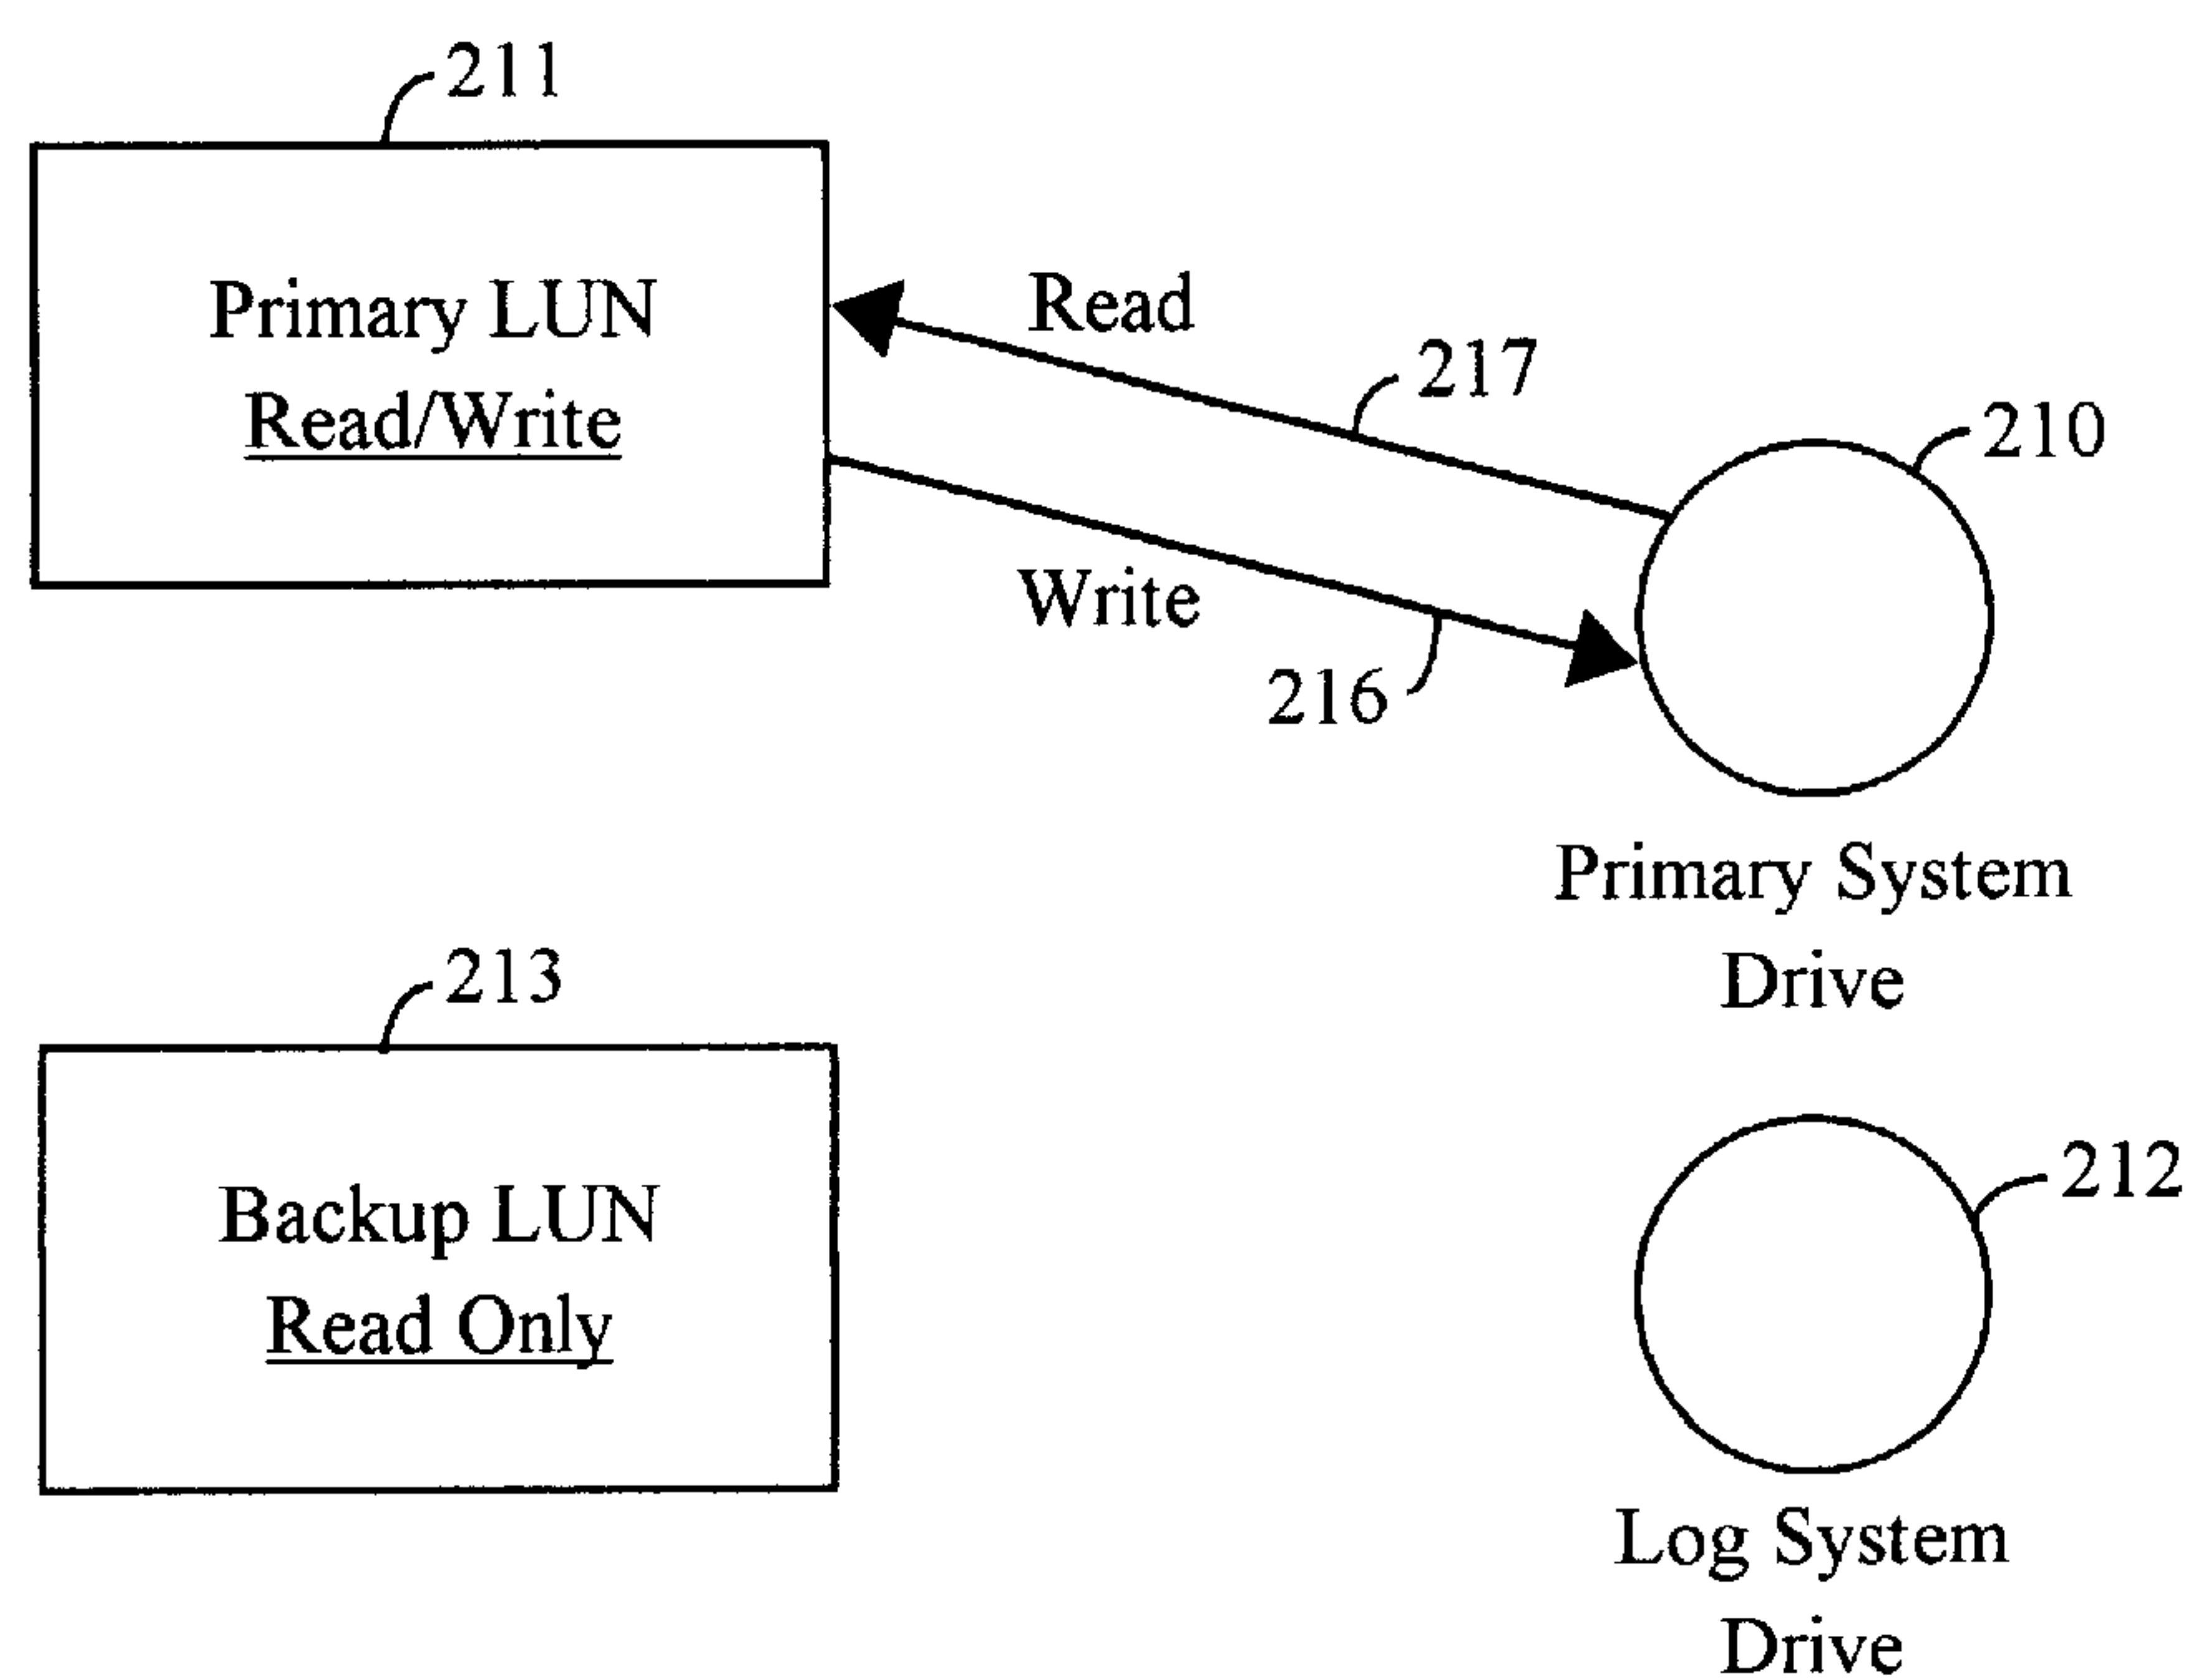 211
Primary LUN
Read/Write
Read
217
210
Write
216
Primary System
Drive
213
Backup LUN
Read Only
212
Log System
Drive